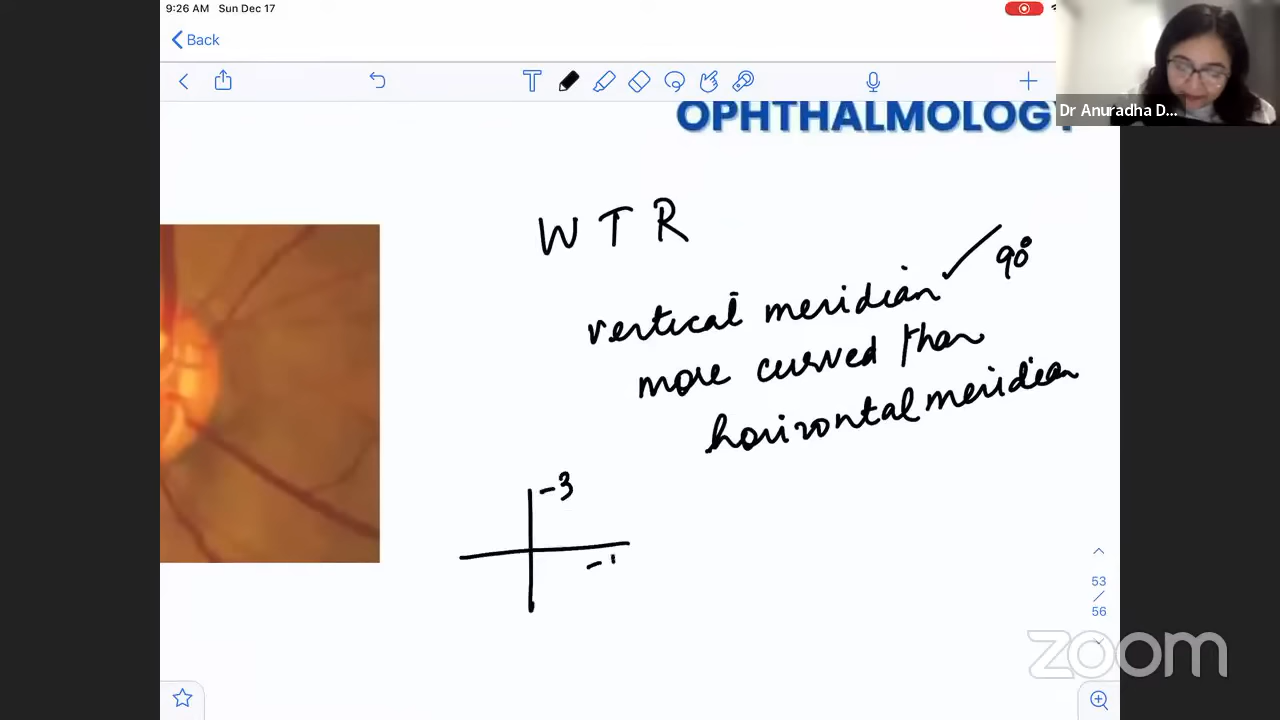 9:26 AM Sun Dec 17
Back
OPHTHALMOLOGY
Dr Anuradha D...
W T R
90°
vertical meridian
more curved than
horizontal meridian
-3
-1
53
/
56
zoom